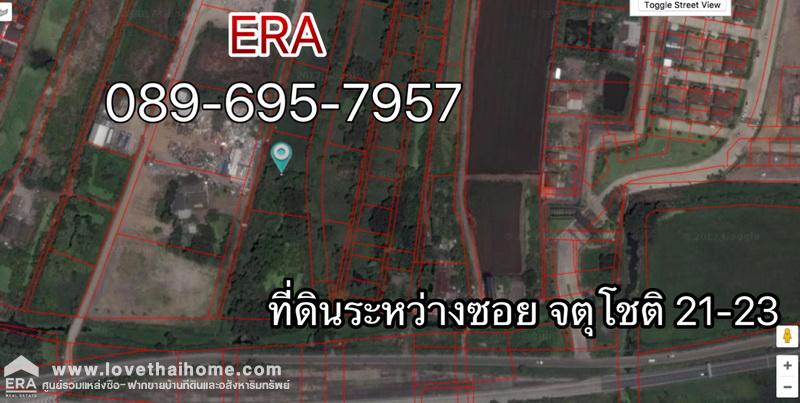 Toggle Street View
ERA
089-695-7957
ที่ดินระหว่างซอย จตุโชติ 21-23
www.lovethaihome.com
ERA
REAL ESTATE
ศูนย์รวมแหล่งซื้อ-ฝากขายบ้านที่ดินและอสังหาริมทรัพย์